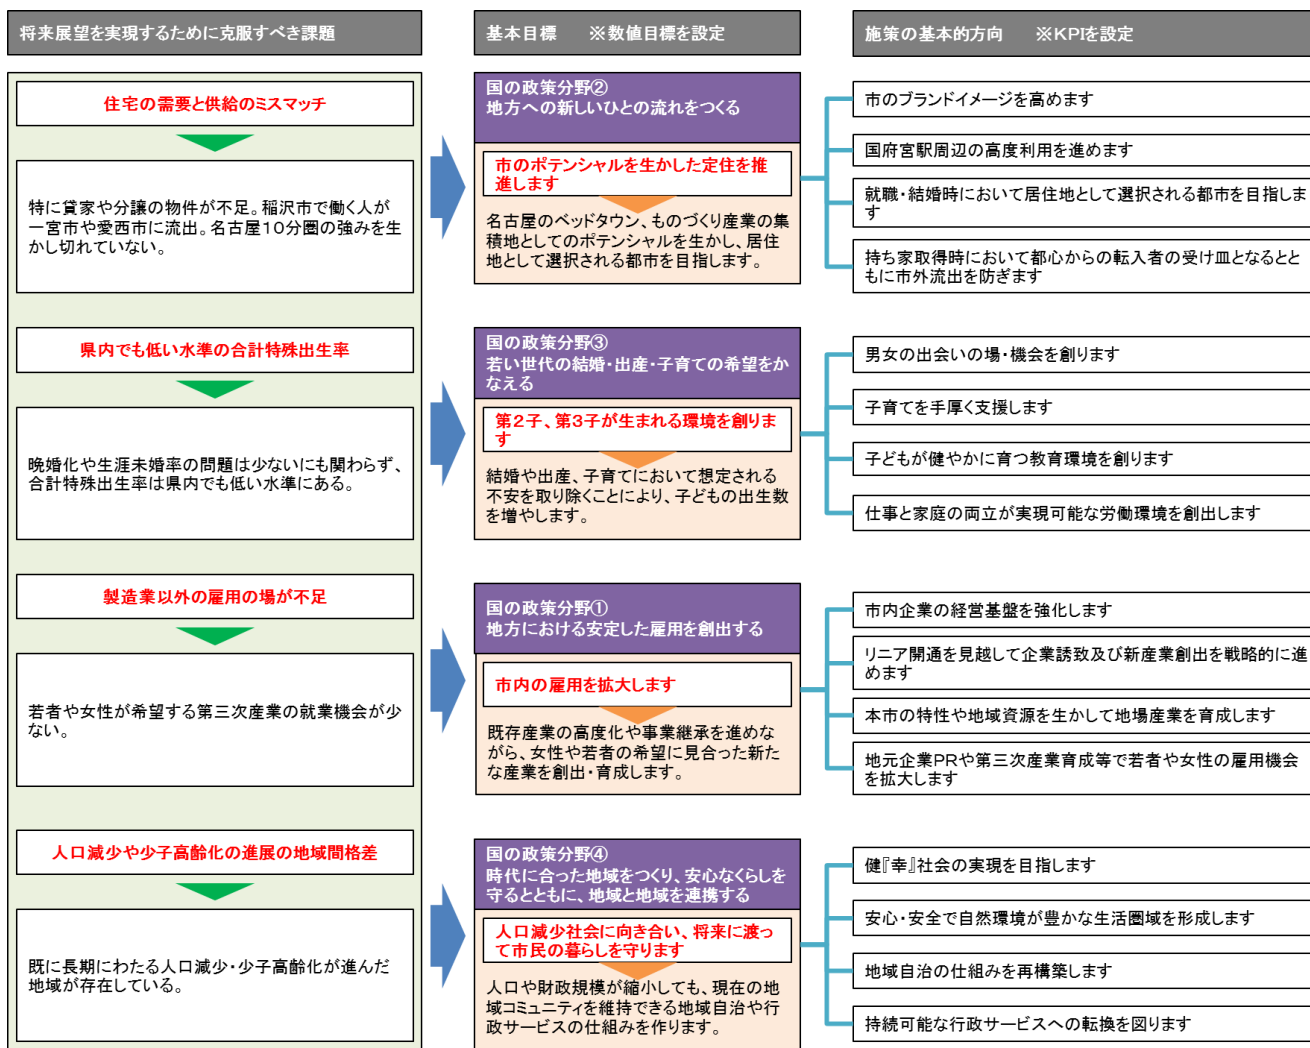 将来展望を実現するために克服すべき課題
基本目標　※数値目標を設定
施策の基本的方向　※KPIを設定
住宅の需要と供給のミスマッチ
特に貸家や分譲の物件が不足。稲沢市で働く人が
一宮市や愛西市に流出。名古屋10分圏の強みを生
かし切れていない。
国の政策分野②
地方への新しいひとの流れをつくる
市のポテンシャルを生かした定住を推
進します
名古屋のベッドタウン、ものづくり産業の集
積地としてのポテンシャルを生かし、居住
地として選択される都市を目指します。
市のブランドイメージを高めます
国府宮駅周辺の高度利用を進めます
就職・結婚時において居住地として選択される都市を目指しま
す
持ち家取得時において都心からの転入者の受け皿となるとと
もに市外流出を防ぎます
県内でも低い水準の合計特殊出生率
晩婚化や生涯未婚率の問題は少ないにも関わらず、
合計特殊出生率は県内でも低い水準にある。
国の政策分野③
若い世代の結婚・出産・子育ての希望をか
なえる
第2子、第3子が生まれる環境を創りま
す
結婚や出産、子育てにおいて想定される
不安を取り除くことにより、子どもの出生数
を増やします。
男女の出会いの場・機会を創ります
子育てを手厚く支援します
子どもが健やかに育つ教育環境を創ります
仕事と家庭の両立が実現可能な労働環境を創出します
製造業以外の雇用の場が不足
若者や女性が希望する第三次産業の就業機会が少
ない。
国の政策分野①
地方における安定した雇用を創出する
市内の雇用を拡大します
既存産業の高度化や事業継承を進めな
がら、女性や若者の希望に見合った新た
な産業を創出・育成します。
市内企業の経営基盤を強化します
リニア開通を見越して企業誘致及び新産業創出を戦略的に進
めます
本市の特性や地域資源を生かして地場産業を育成します
地元企業PRや第三次産業育成等で若者や女性の雇用機会
を拡大します
人口減少や少子高齢化の進展の地域間格差
既に長期にわたる人口減少・少子高齢化が進んだ
地域が存在している。
国の政策分野④
時代に合った地域をつくり、安心なくらしを
守るとともに、地域と地域を連携する
人口減少社会に向き合い、将来に渡っ
て市民の暮らしを守ります
人口や財政規模が縮小しても、現在の地
域コミュニティを維持できる地域自治や行
政サービスの仕組みを作ります。
健『幸』社会の実現を目指します
安心・安全で自然環境が豊かな生活圏域を形成します
地域自治の仕組みを再構築します
持続可能な行政サービスへの転換を図ります